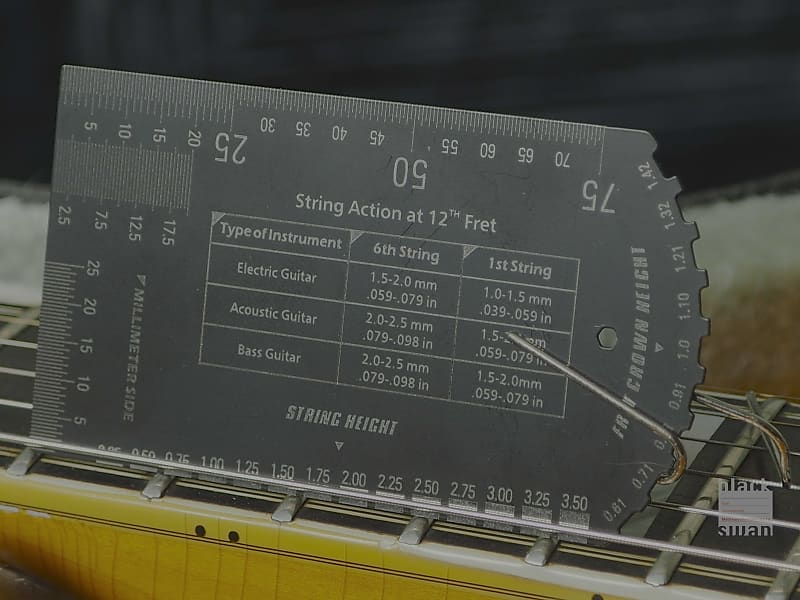 5 10 15 20 25 30 35 40 45 50 55 60 65 70 75
2.5 7.5 12.5 17.5
String Action at 12TH Fret
Type of Instrument 6th String 1st String
Electric Guitar 1.5-2.0 mm 1.0-1.5 mm
.059-.079 in .039-.059 in
Acoustic Guitar 2.0-2.5 mm
.079-.098 in .059-.079 in
Bass Guitar 2.0-2.5 mm 1.5-2.0mm
.079-.098 in .059-.079 in
25
20
15
10
5
MILLIMETER SIDE
STRING HEIGHT
0.75 1.00 1.25 1.50 1.75 2.00 2.25 2.50 2.75 3.00 3.25 3.50
CROWN HEIGHT
1.42
1.32
1.21
1.10
1.0
0.91
0.71
0.81
black
swan